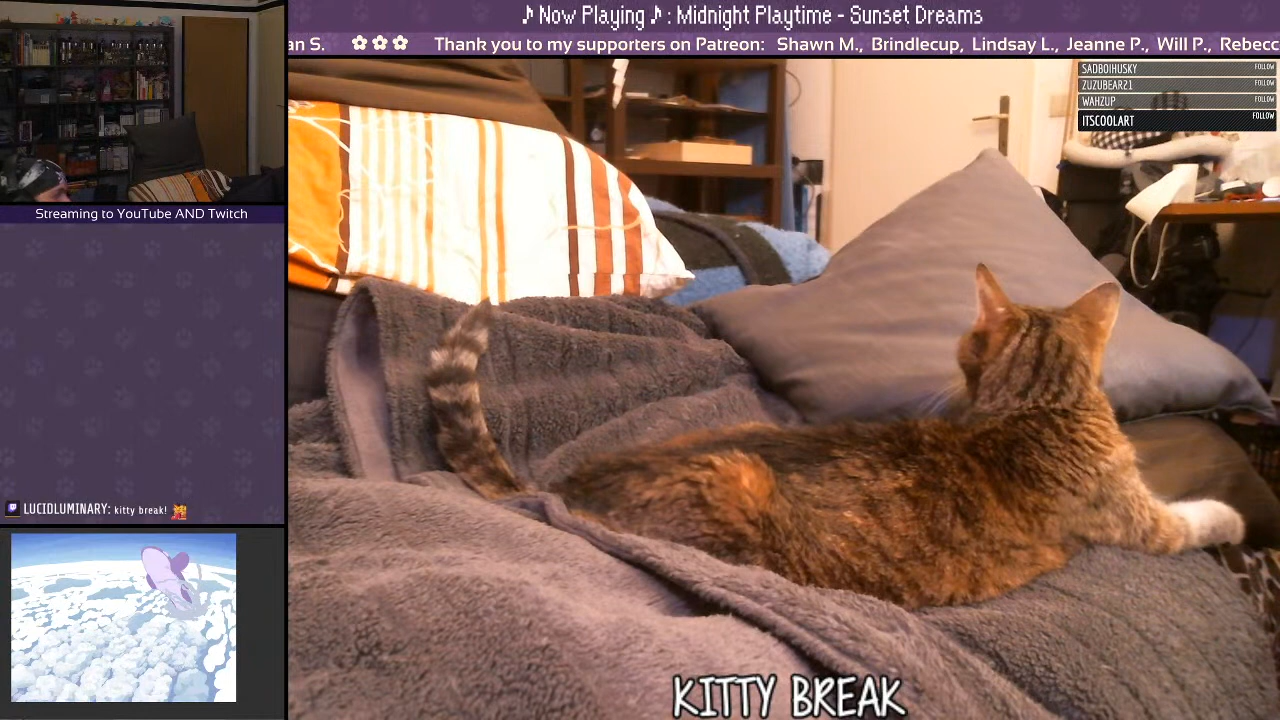 ♪ Now Playing ♪ : Midnight Playtime - Sunset Dreams
an S. ✿ ✿ ✿ Thank you to my supporters on Patreon: Shawn M., Brindlecup, Lindsay L., Jeanne P., Will P., Rebecc
SADBOIHUSKY FOLLOW
ZUZUBEAR21 FOLLOW
WAHZUP FOLLOW
ITSCOOLART FOLLOW
Streaming to YouTube AND Twitch
LUCIDLUMINARY: kitty break!
KITTY BREAK